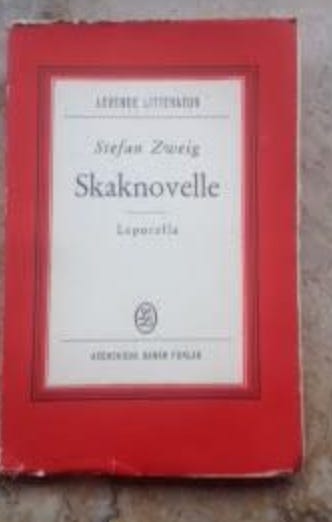 LEVENDE LITTERATUR
Stefan Zweig
Skaknovelle
Leporella
ASCHEHOUG DANSK FORLAG